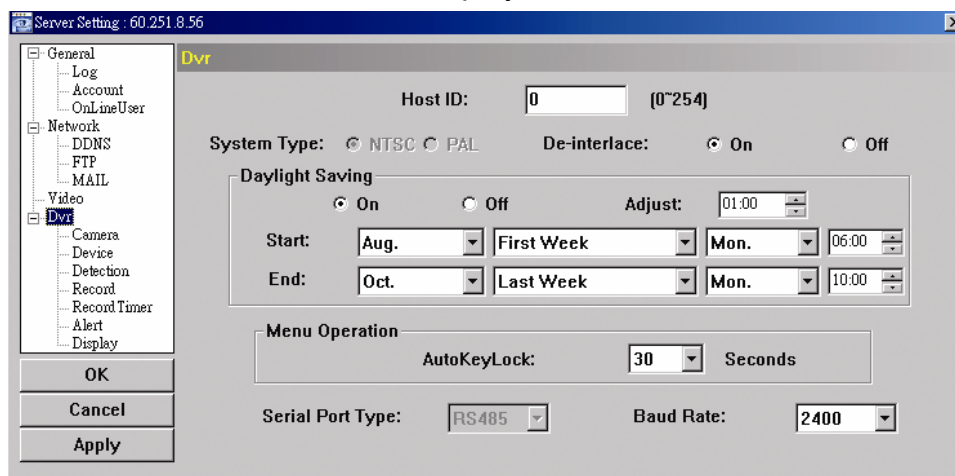 Server Setting : 60.251.8.56
General
Log
Account
OnLineUser
Network
DDNS
FTP
MAIL
Video
Dvr
Camera
Device
Detection
Record
Record Timer
Alert
Display
OK
Cancel
Apply
Dvr
Host ID: 0 (0~254)
System Type: NTSC PAL De-interlace: On Off
Daylight Saving
On Off Adjust: 01:00
Start: Aug. First Week Mon. 06:00
End: Oct. Last Week Mon. 10:00
Menu Operation
AutoKeyLock: 30 Seconds
Serial Port Type: RS485 Baud Rate: 2400